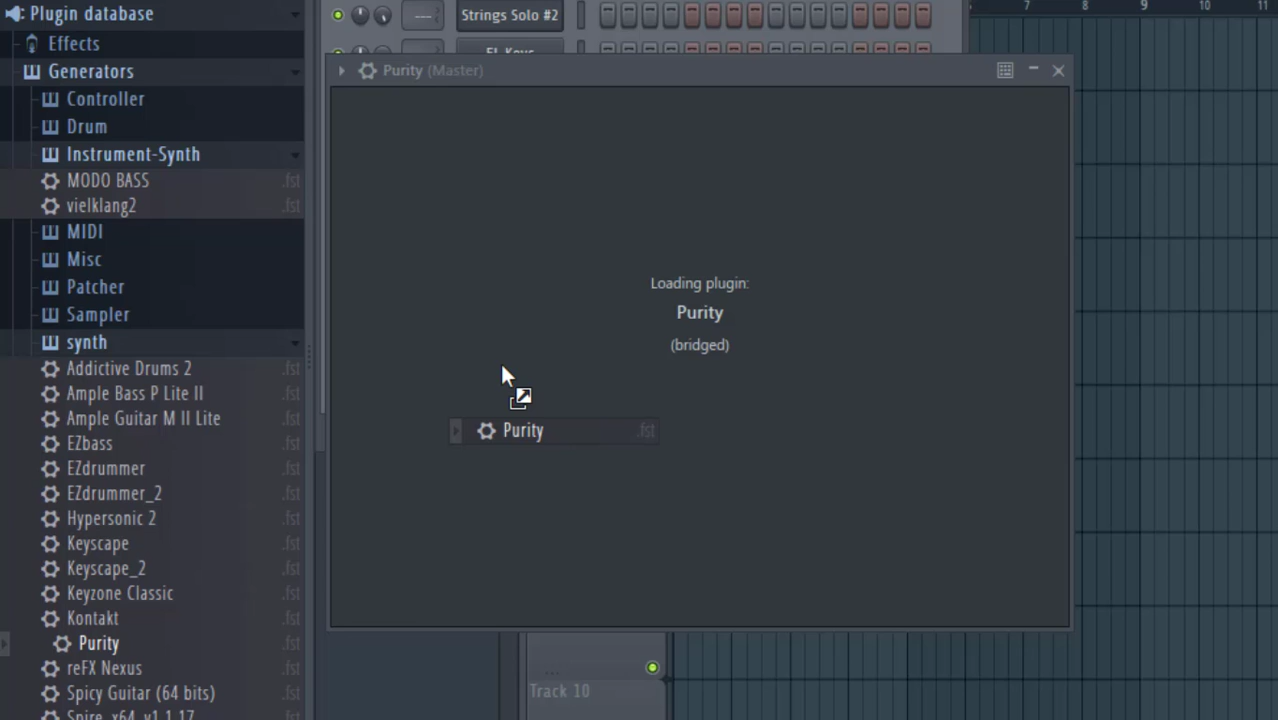 Plugin database
Effects
Generators
Controller
Drum
Instrument-Synth
MODO BASS .fst
vielklang2 .fst
MIDI
Misc
Patcher
Sampler
synth
Addictive Drums 2 .fst
Ample Bass P Lite II .fst
Ample Guitar M II Lite .fst
EZbass .fst
EZdrummer .fst
EZdrummer_2 .fst
Hypersonic 2 .fst
Keyscape .fst
Keyscape_2 .fst
Keyzone Classic .fst
Kontakt .fst
Purity .fst
reFX Nexus .fst
Spicy Guitar (64 bits) .fst
Spire_x64_v1.1.17
--- Strings Solo #2
7 8 9 10 11
Purity (Master)
Loading plugin:
Purity
(bridged)
Purity .fst
...
Track 10